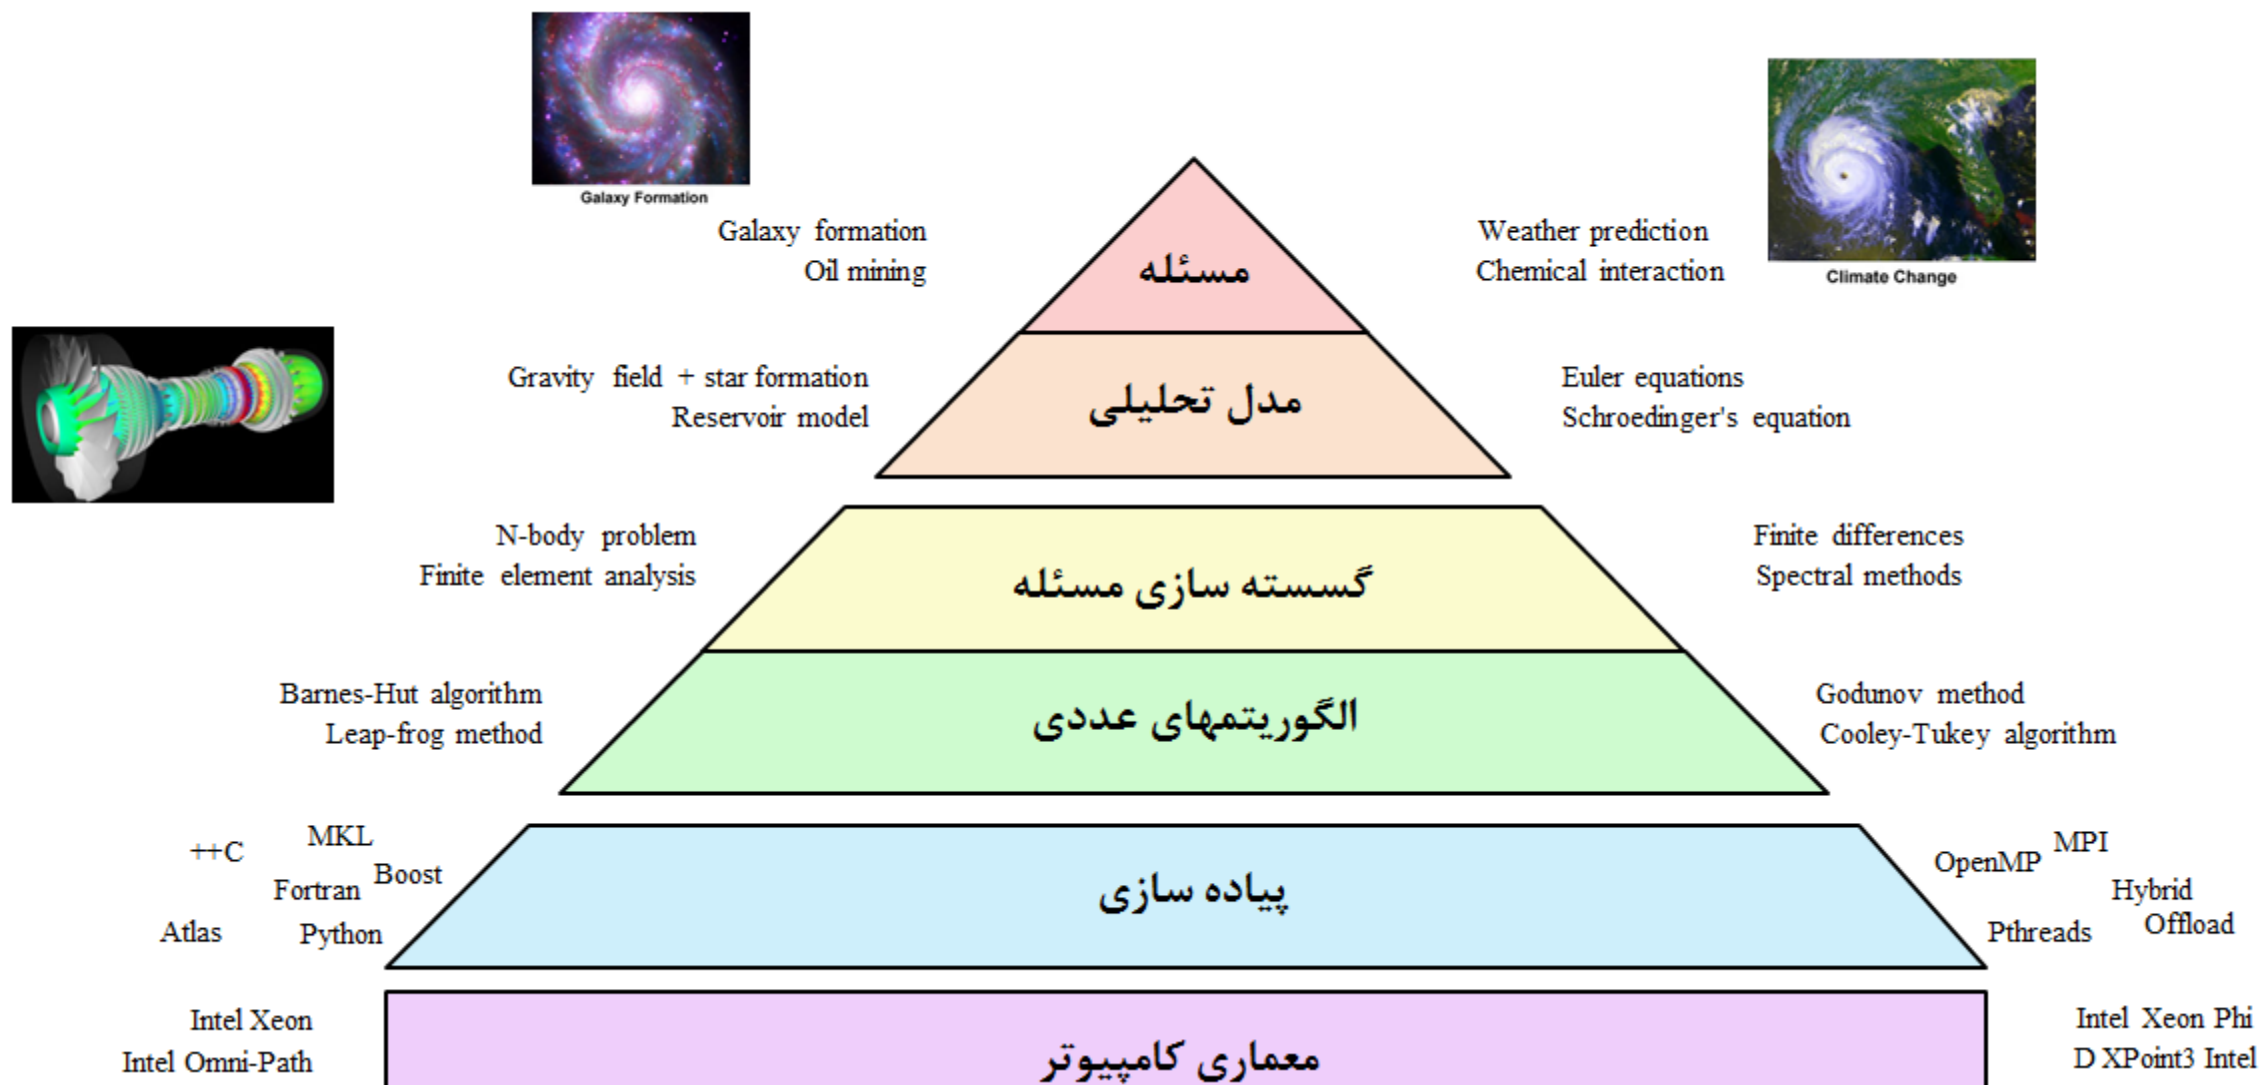 Galaxy Formation
Galaxy formation
Oil mining
مسئله
Weather prediction
Chemical interaction
Climate Change
Gravity field + star formation
Reservoir model
مدل تحلیلی
Euler equations
Schroedinger's equation
N-body problem
Finite element analysis
گسسته سازی مسئله
Finite differences
Spectral methods
Barnes-Hut algorithm
Leap-frog method
الگوریتمهای عددی
Godunov method
Cooley-Tukey algorithm
++C
MKL
Boost
Fortran
Atlas
Python
پیاده سازی
MPI
OpenMP
Hybrid
Offload
Pthreads
Intel Xeon
Intel Omni-Path
معماری کامپیوتر
Intel Xeon Phi
D XPoint3 Intel